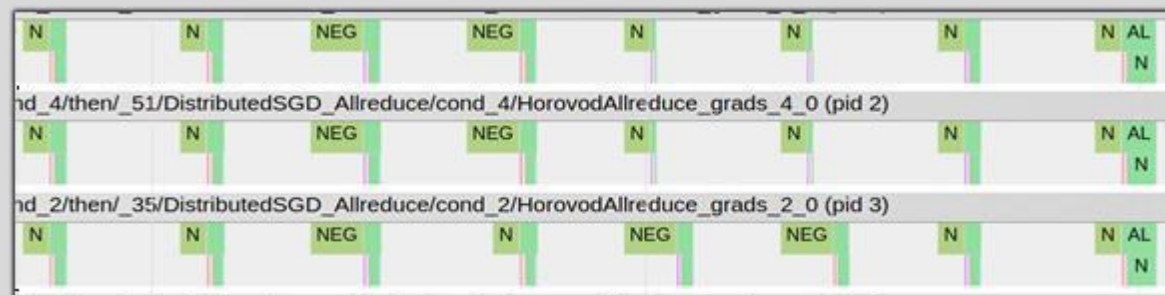 N N NEG NEG N N N N AL
N
nd_4/then/_51/DistributedSGD_Allreduce/cond_4/HorovodAllreduce_grads_4_0 (pid 2)
N N NEG NEG N N N N AL
N
nd_2/then/_35/DistributedSGD_Allreduce/cond_2/HorovodAllreduce_grads_2_0 (pid 3)
N N NEG N NEG NEG N N AL
N